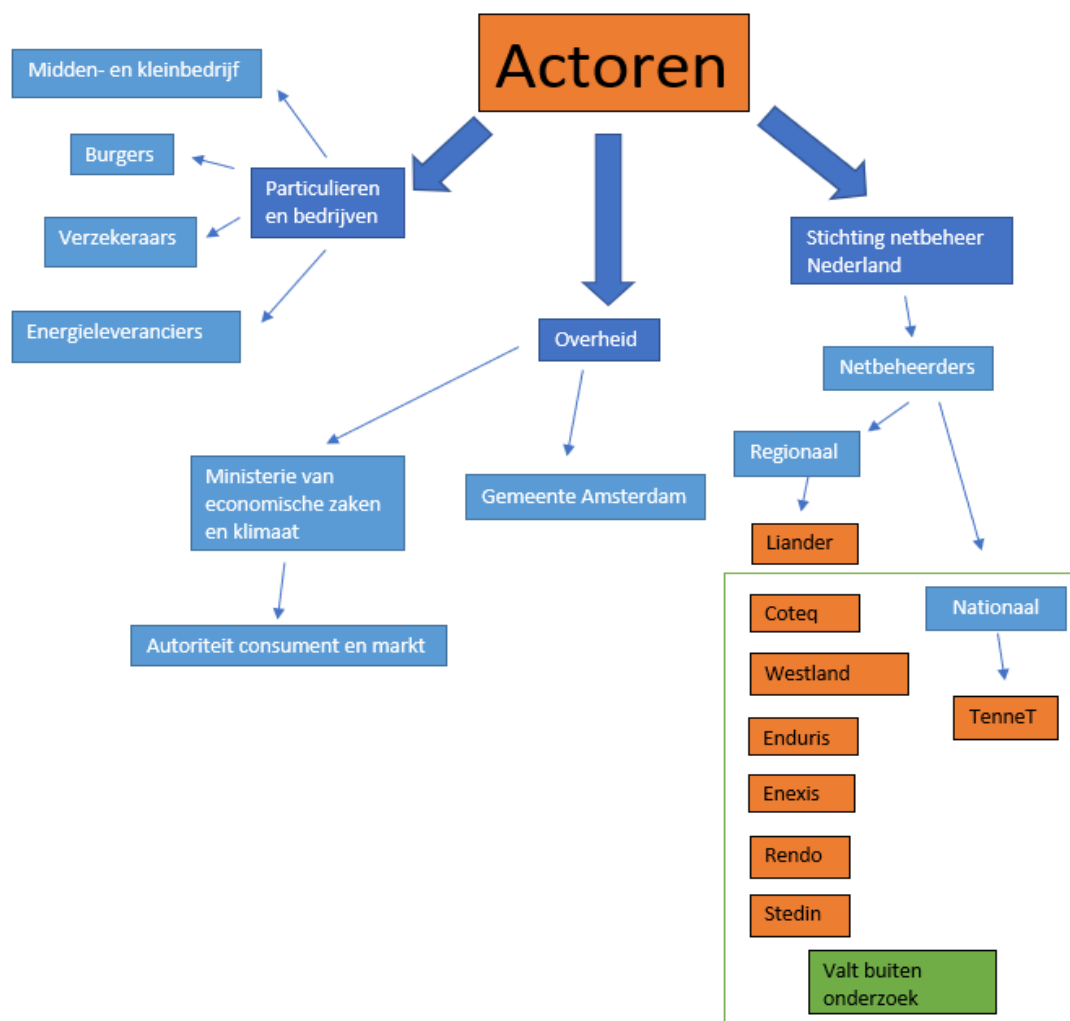 Actoren
Midden- en kleinbedrijf
Burgers
Verzekeraars
Energieleveranciers
Particulieren
en bedrijven
Overheid
Ministerie van
economische zaken
en klimaat
Autoriteit consument en markt
Gemeente Amsterdam
Stichting netbeheer
Nederland
Netbeheerders
Regionaal
Liander
Coteq
Westland
Enduris
Enexis
Rendo
Stedin
Nationaal
TenneT
Valt buiten
onderzoek